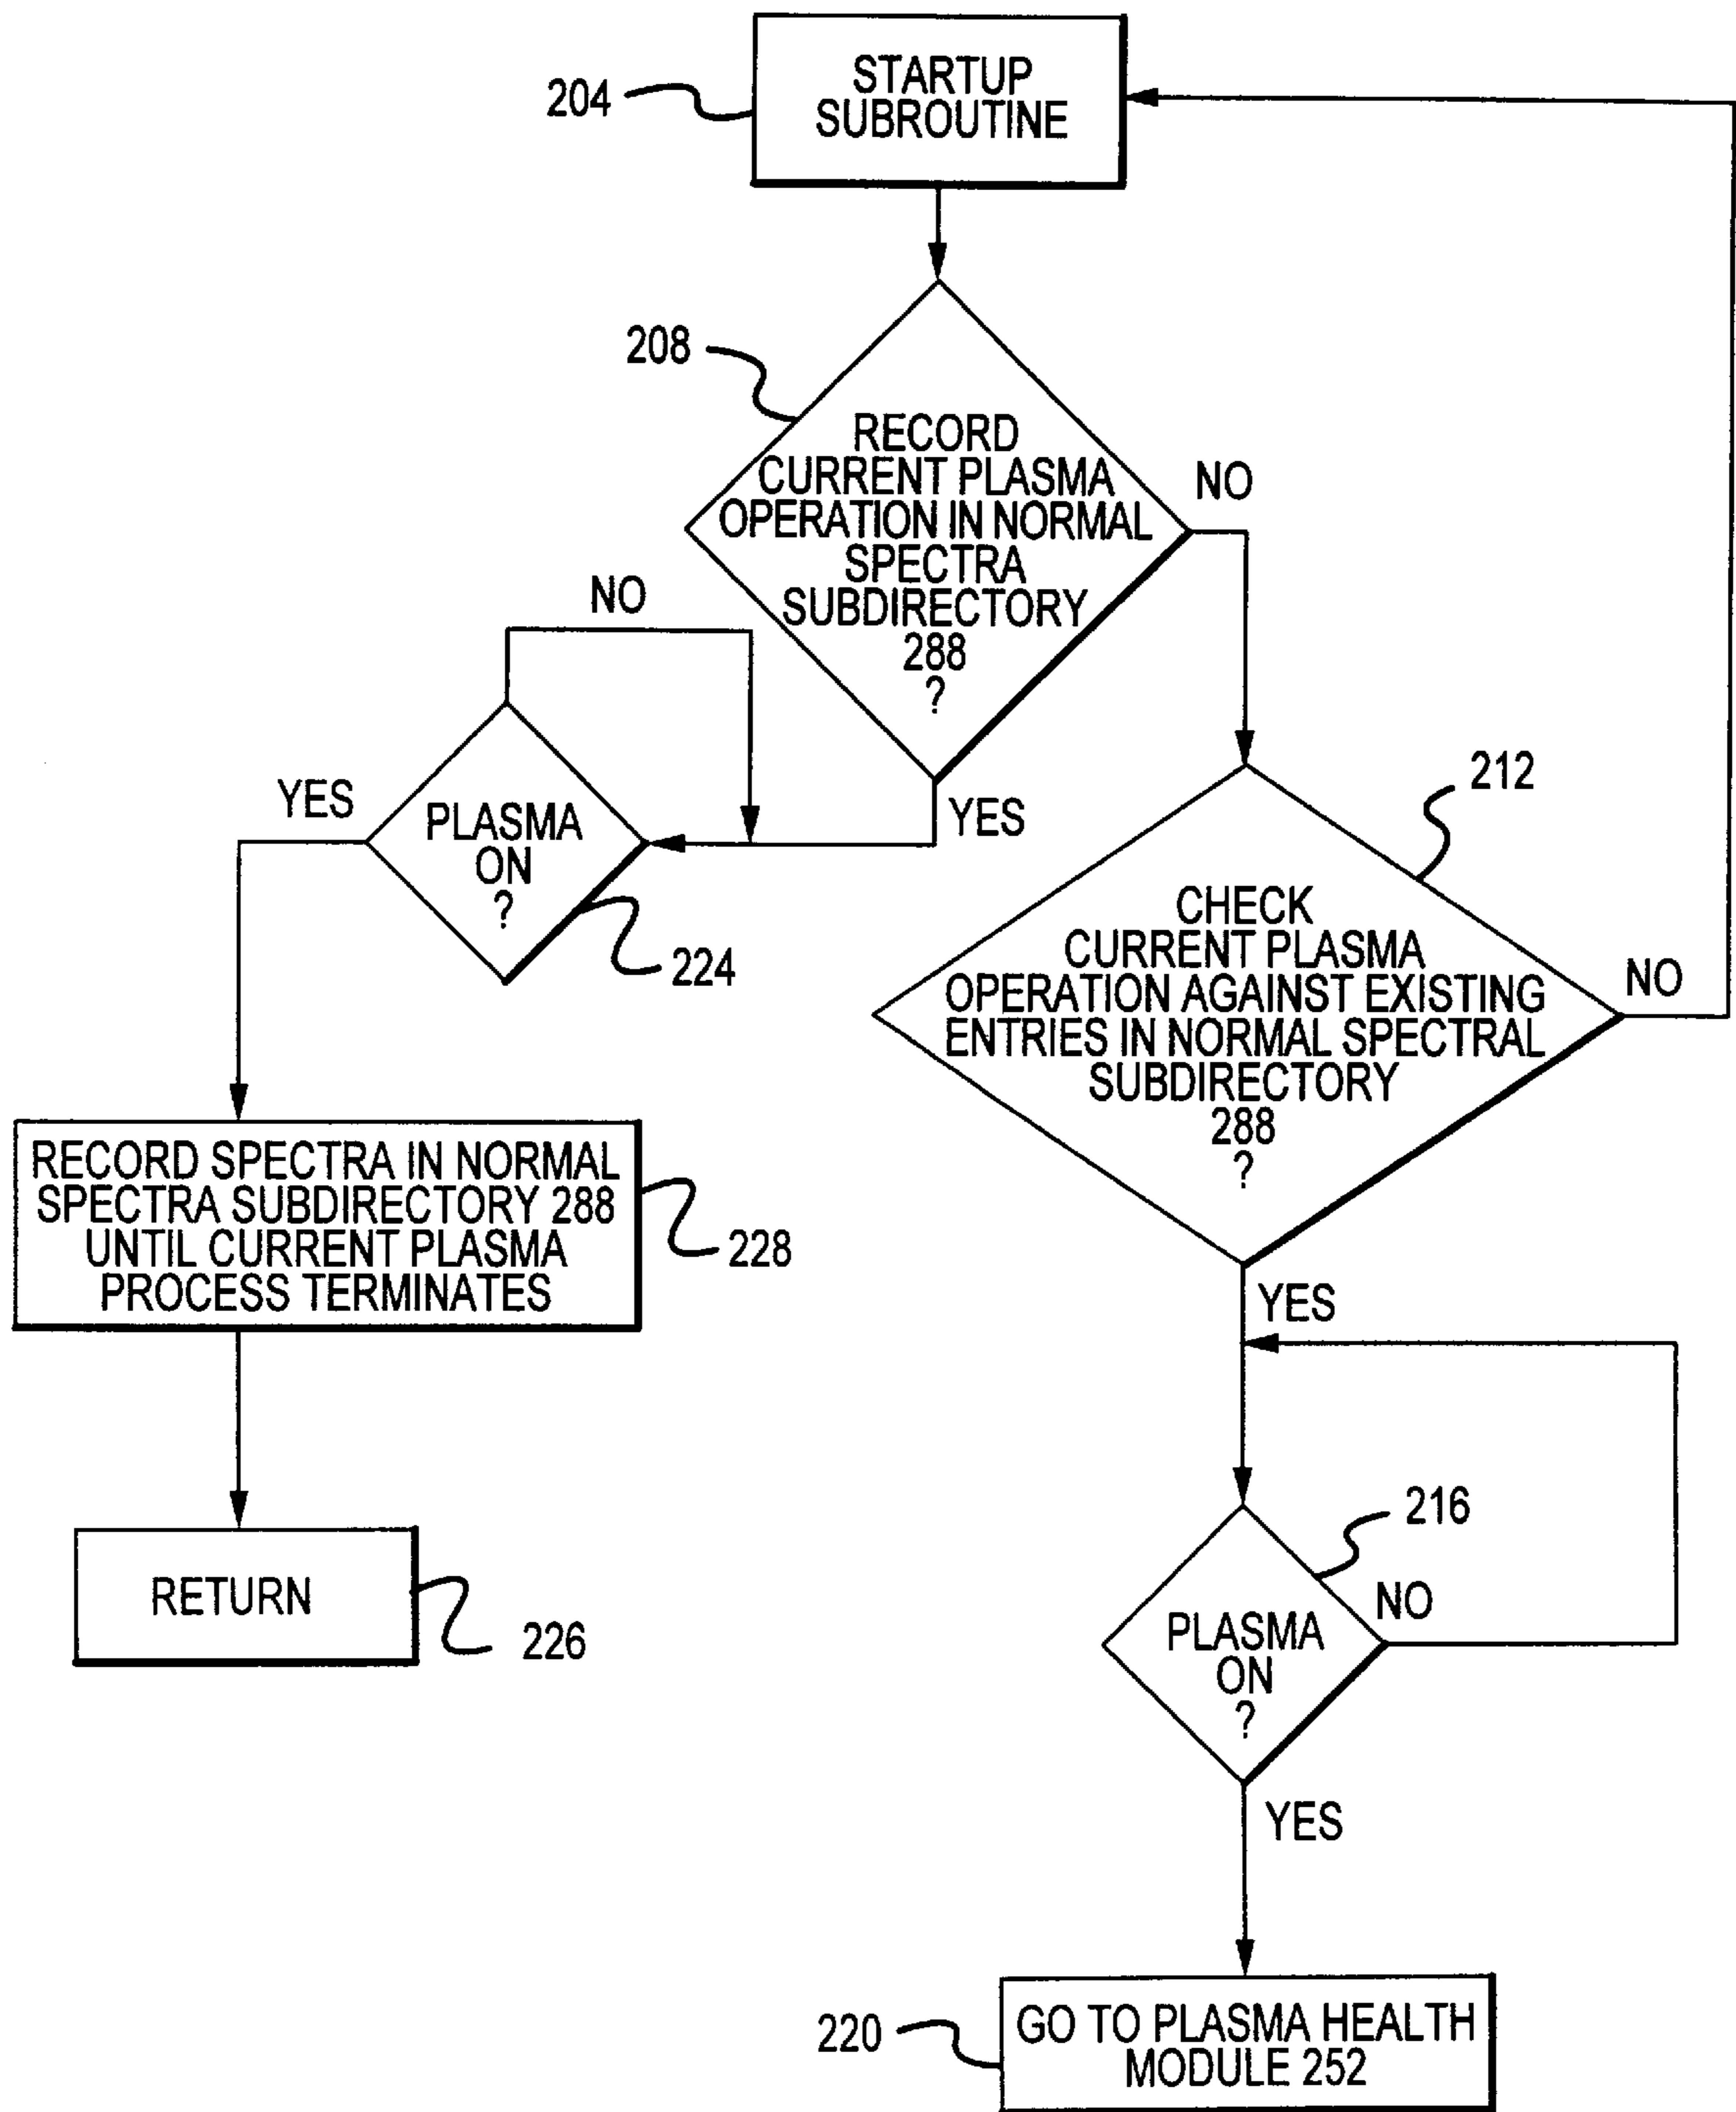 STARTUP
SUBROUTINE
204
208
RECORD
CURRENT PLASMA
OPERATION IN NORMAL
SPECTRA
SUBDIRECTORY
288
?
NO
NO
YES
PLASMA
ON
?
YES
224
212
CHECK
CURRENT PLASMA
OPERATION AGAINST EXISTING
ENTRIES IN NORMAL SPECTRAL
SUBDIRECTORY
288
?
NO
YES
RECORD SPECTRA IN NORMAL
SPECTRA SUBDIRECTORY 288
UNTIL CURRENT PLASMA
PROCESS TERMINATES
228
RETURN
226
216
PLASMA
ON
?
NO
YES
220
GO TO PLASMA HEALTH
MODULE 252